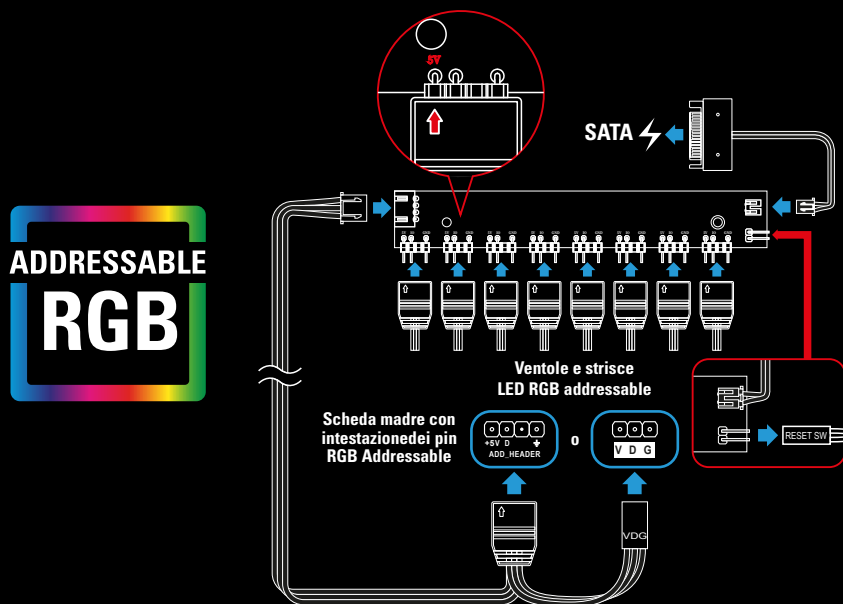 5V
SATA
ADDRESSABLE
RGB
Ventole e strisce
LED RGB addressable
Scheda madre con
intestazionedei pin
RGB Addressable
+5V D
ADD_HEADER
o
V D G
RESET SW
VDG